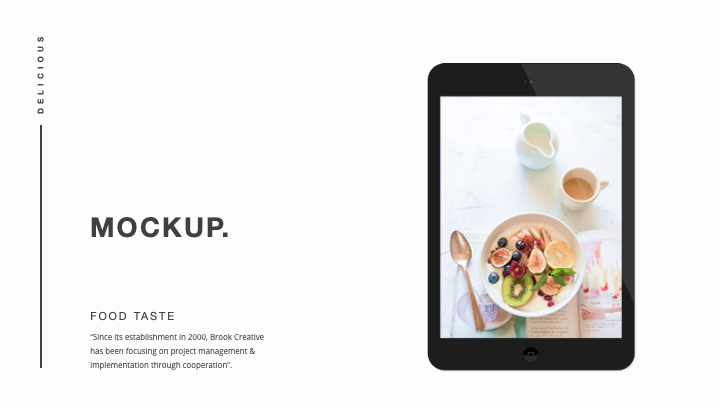 DELICIOUS
MOCKUP.
FOOD TASTE
“Since its establishment in 2000, Brook Creative
has been focusing on project management &
implementation through cooperation”.